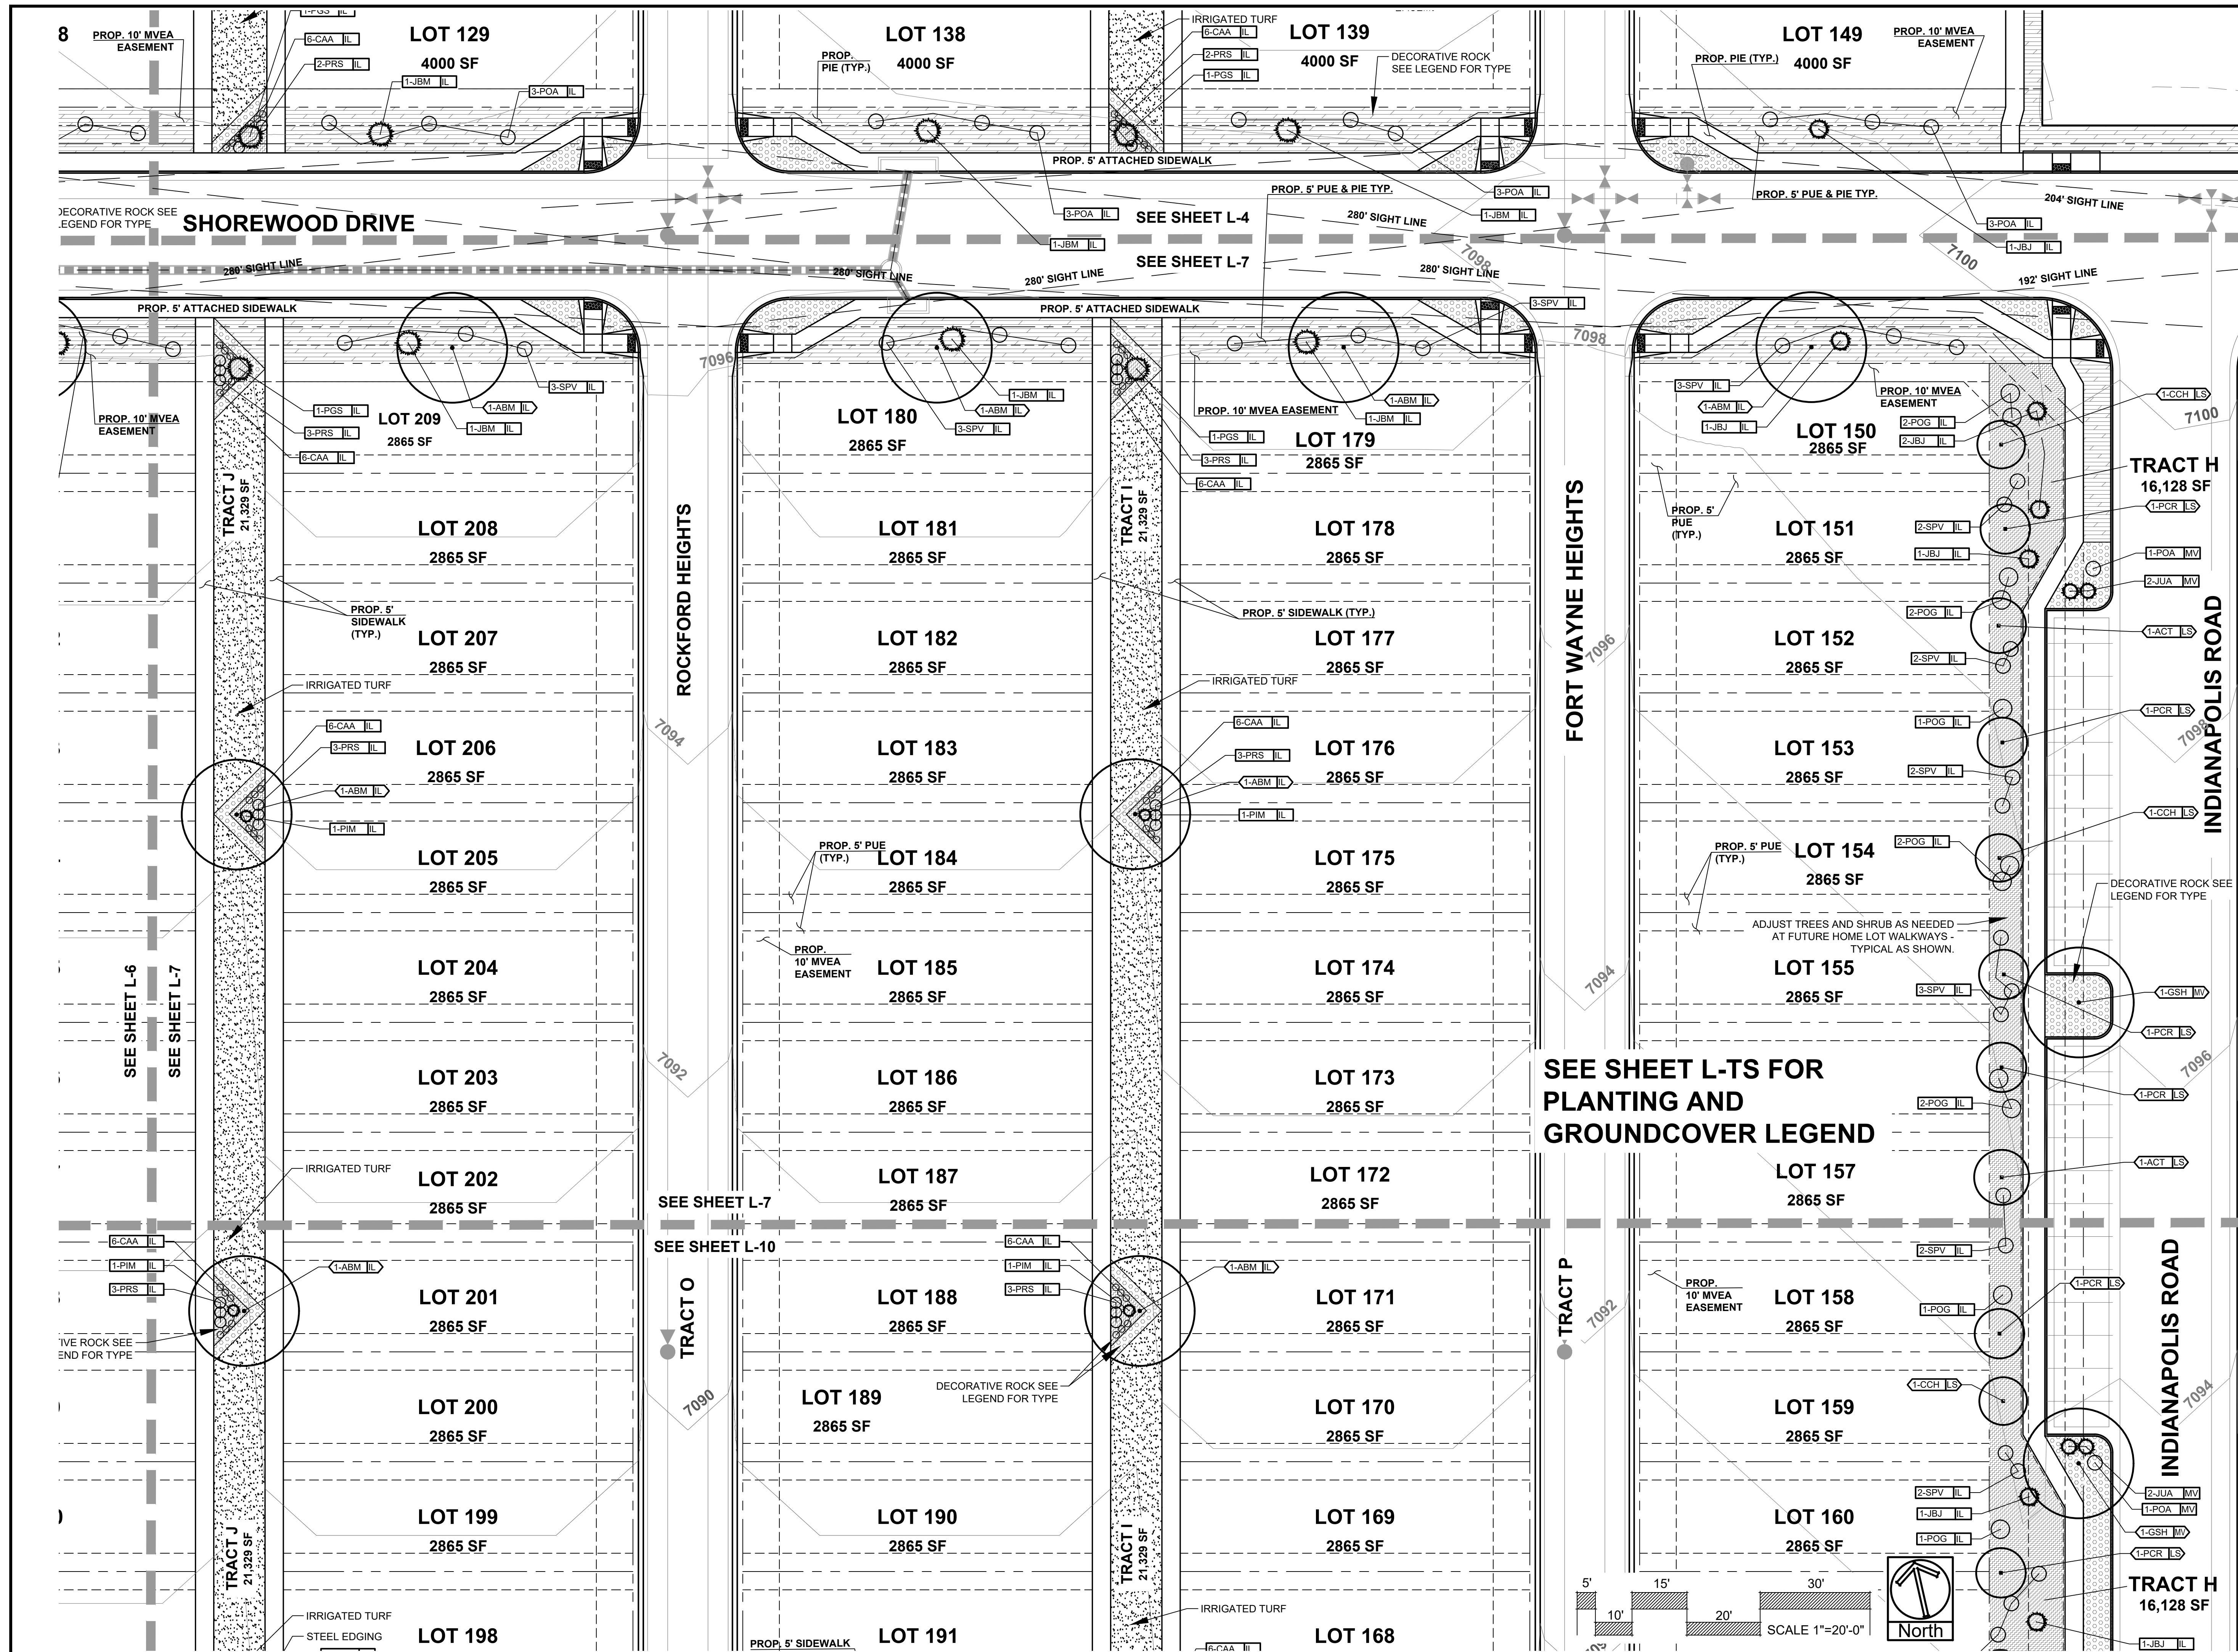 8
PROP. 10' MVEA
EASEMENT
1-PGS IL
6-CAA IL
2-PRS IL
LOT 129
4000 SF
1-JBM IL
3-POA IL
PROP.
PIE (TYP.)
LOT 138
4000 SF
IRRIGATED TURF
6-CAA IL
2-PRS IL
1-PGS IL
LOT 139
4000 SF
DECORATIVE ROCK
SEE LEGEND FOR TYPE
PROP. PIE (TYP.)
LOT 149
4000 SF
PROP. 10' MVEA
EASEMENT
PROP. 5' ATTACHED SIDEWALK
PROP. 5' PUE & PIE TYP.
3-POA IL
PROP. 5' PUE & PIE TYP.
204' SIGHT LINE
DECORATIVE ROCK SEE
LEGEND FOR TYPE
SHOREWOOD DRIVE
3-POA IL
SEE SHEET L-4
280' SIGHT LINE
1-JBM IL
3-POA IL
1-JBM IL
1-JBJ IL
280' SIGHT LINE
280' SIGHT LINE
280' SIGHT LINE
SEE SHEET L-7
280' SIGHT LINE
7098
7100
192' SIGHT LINE
PROP. 5' ATTACHED SIDEWALK
PROP. 5' ATTACHED SIDEWALK
3-SPV IL
7096
7098
PROP. 10' MVEA
EASEMENT
1-PGS IL
3-PRS IL
6-CAA IL
LOT 209
2865 SF
3-SPV IL
1-ABM IL
1-JBM IL
LOT 180
2865 SF
1-JBM IL
1-ABM IL
3-SPV IL
PROP. 10' MVEA EASEMENT
1-ABM IL
1-JBM IL
1-PGS IL
3-PRS IL
6-CAA IL
LOT 179
2865 SF
3-SPV IL
1-ABM IL
1-JBJ IL
PROP. 10' MVEA
EASEMENT
LOT 150
2865 SF
2-POG IL
2-JBJ IL
1-CCH LS
7100
TRACT H
16,128 SF
TRACT J
21,329 SF
LOT 208
2865 SF
ROCKFORD HEIGHTS
LOT 181
2865 SF
TRACT I
21,329 SF
LOT 178
2865 SF
FORT WAYNE HEIGHTS
PROP. 5'
PUE
(TYP.)
LOT 151
2865 SF
2-SPV IL
1-JBJ IL
1-PCR LS
1-POA MV
2-JUA MV
PROP. 5'
SIDEWALK
(TYP.)
LOT 207
2865 SF
LOT 182
2865 SF
PROP. 5' SIDEWALK (TYP.)
LOT 177
2865 SF
7096
LOT 152
2865 SF
2-POG IL
2-SPV IL
1-ACT LS
INDIANAPOLIS ROAD
IRRIGATED TURF
IRRIGATED TURF
6-CAA IL
3-PRS IL
1-ABM IL
1-PIM IL
LOT 206
2865 SF
7094
LOT 183
2865 SF
6-CAA IL
3-PRS IL
1-ABM IL
1-PIM IL
LOT 176
2865 SF
LOT 153
2865 SF
1-POG IL
2-SPV IL
1-PCR LS
7098
1-CCH LS
LOT 205
2865 SF
PROP. 5' PUE
(TYP.)
LOT 184
2865 SF
LOT 175
2865 SF
PROP. 5' PUE
(TYP.)
LOT 154
2865 SF
2-POG IL
DECORATIVE ROCK SEE
LEGEND FOR TYPE
ADJUST TREES AND SHRUB AS NEEDED
AT FUTURE HOME LOT WALKWAYS -
TYPICAL AS SHOWN.
SEE SHEET L-6
SEE SHEET L-7
LOT 204
2865 SF
PROP.
10' MVEA
EASEMENT
LOT 185
2865 SF
LOT 174
2865 SF
7094
LOT 155
2865 SF
3-SPV IL
1-GSH MV
1-PCR LS
LOT 203
2865 SF
7092
LOT 186
2865 SF
LOT 173
2865 SF
SEE SHEET L-TS FOR
PLANTING AND
GROUNDCOVER LEGEND
2-POG IL
1-PCR LS
7096
IRRIGATED TURF
LOT 202
2865 SF
SEE SHEET L-7
LOT 187
2865 SF
LOT 172
2865 SF
LOT 157
2865 SF
1-ACT LS
6-CAA IL
1-PIM IL
3-PRS IL
1-ABM IL
SEE SHEET L-10
6-CAA IL
1-PIM IL
3-PRS IL
1-ABM IL
2-SPV IL
LOT 201
2865 SF
TRACT O
LOT 188
2865 SF
LOT 171
2865 SF
TRACT P
7092
PROP.
10' MVEA
EASEMENT
LOT 158
2865 SF
1-POG IL
1-PCR LS
INDIANAPOLIS ROAD
TIVE ROCK SEE
END FOR TYPE
LOT 200
2865 SF
7090
LOT 189
2865 SF
DECORATIVE ROCK SEE
LEGEND FOR TYPE
LOT 170
2865 SF
LOT 159
2865 SF
1-CCH LS
7094
TRACT J
21,329 SF
LOT 199
2865 SF
LOT 190
2865 SF
TRACT I
21,329 SF
LOT 169
2865 SF
LOT 160
2865 SF
2-SPV IL
1-JBJ IL
1-POG IL
2-JUA MV
1-POA MV
1-GSH MV
1-PCR LS
TRACT H
16,128 SF
5'
15'
30'
10'
20'
SCALE 1"=20'-0"
North
IRRIGATED TURF
STEEL EDGING
LOT 198
PROP. 5' SIDEWALK
LOT 191
IRRIGATED TURF
6-CAA IL
LOT 168
1-JBJ IL